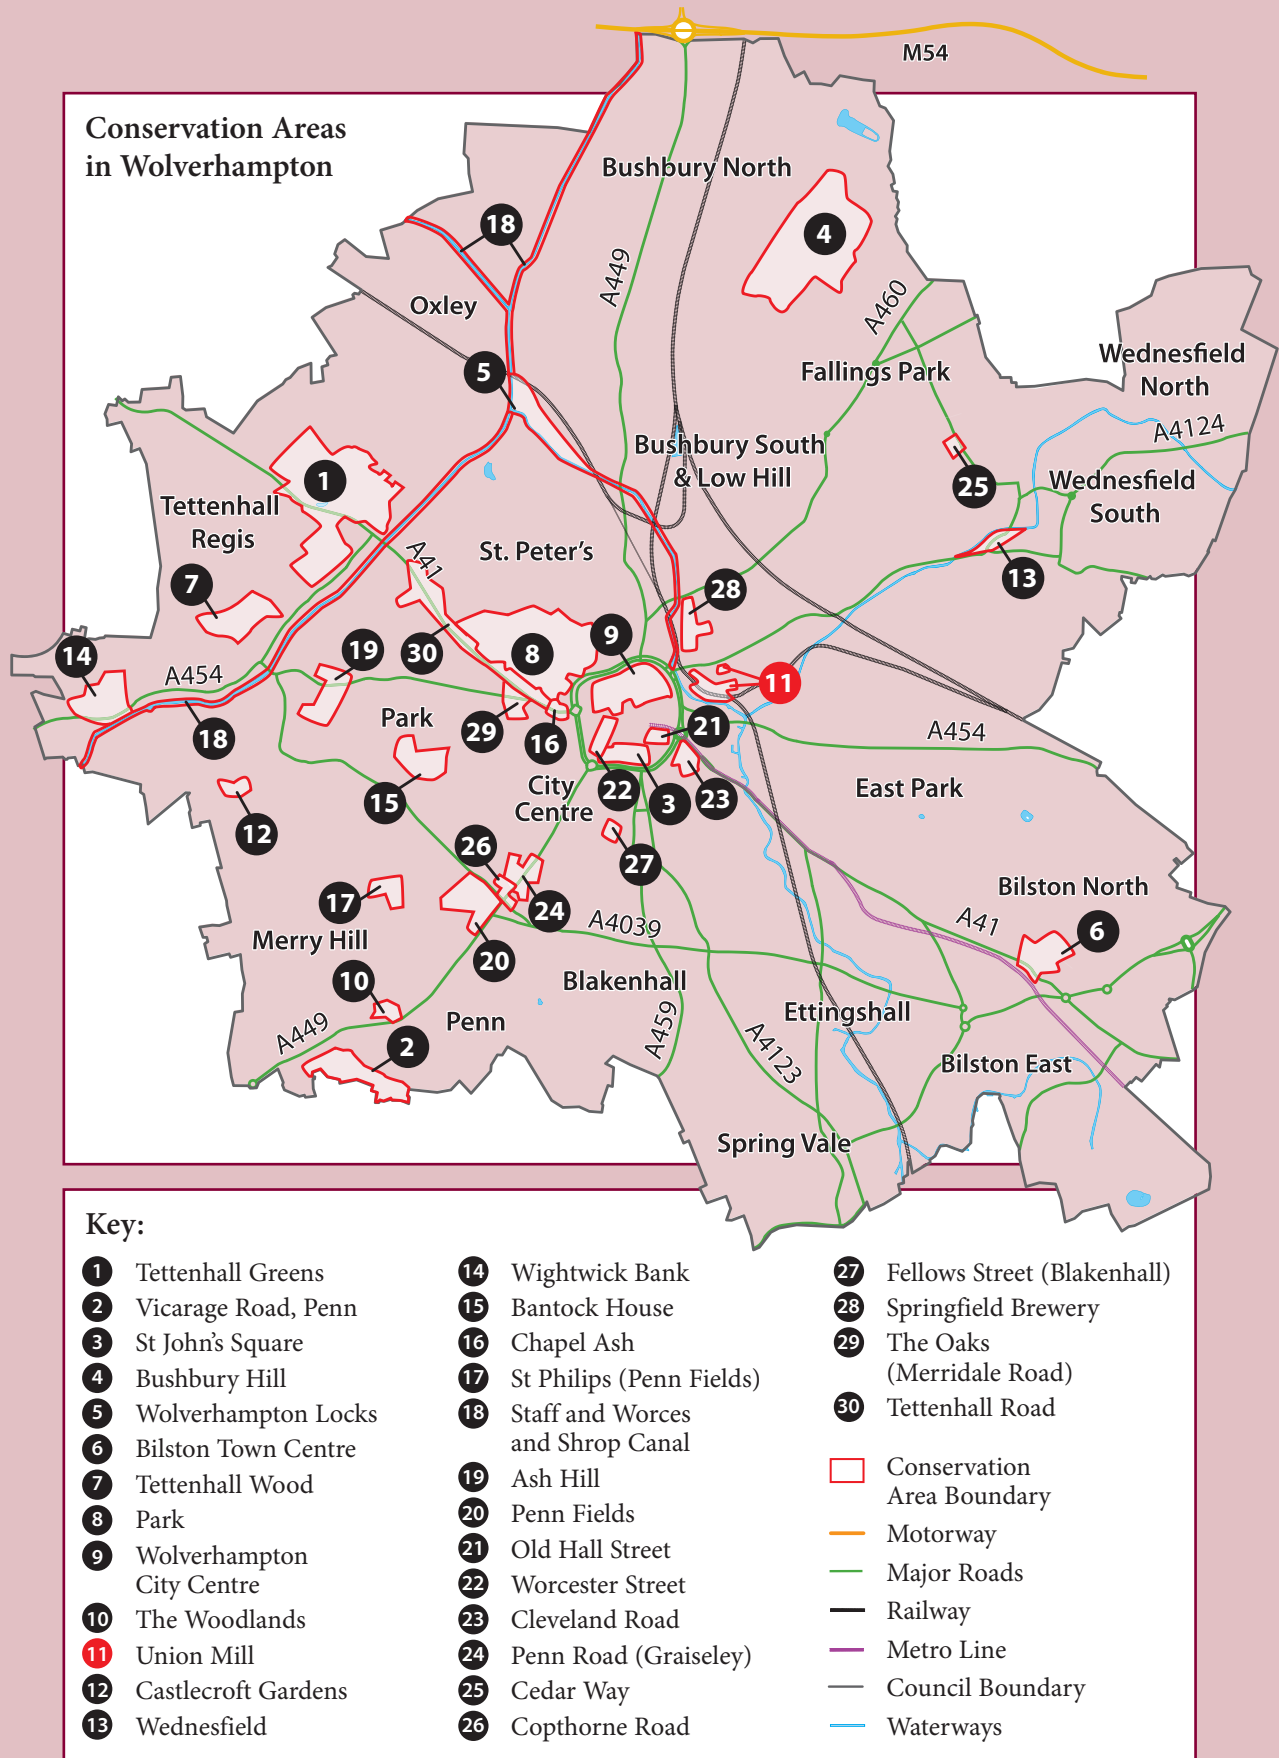 M54
Conservation Areas
in Wolverhampton
Bushbury North
18
4
A449
A460
Oxley
5
Fallings Park
Wednesfield
North
A4124
Bushbury South
& Low Hill
1
25
Wednesfield
South
Tettenhall
Regis
St. Peter's
A41
7
13
28
14
19
30
8
9
A454
11
18
Park
29
16
21
A454
15
City
Centre
22
3
23
East Park
12
26
27
17
24
Bilston North
A41
6
Merry Hill
A4039
20
10
Blakenhall
Ettingshall
A449
Penn
2
A459
A4123
Bilston East
Spring Vale
Key:
1 Tettenhall Greens
2 Vicarage Road, Penn
3 St John's Square
4 Bushbury Hill
5 Wolverhampton Locks
6 Bilston Town Centre
7 Tettenhall Wood
8 Park
9 Wolverhampton
City Centre
10 The Woodlands
11 Union Mill
12 Castlecroft Gardens
13 Wednesfield
14 Wightwick Bank
15 Bantock House
16 Chapel Ash
17 St Philips (Penn Fields)
18 Staff and Worces
and Shrop Canal
19 Ash Hill
20 Penn Fields
21 Old Hall Street
22 Worcester Street
23 Cleveland Road
24 Penn Road (Graiseley)
25 Cedar Way
26 Copthorne Road
27 Fellows Street (Blakenhall)
28 Springfield Brewery
29 The Oaks
(Merridale Road)
30 Tettenhall Road
Conservation
Area Boundary
Motorway
Major Roads
Railway
Metro Line
Council Boundary
Waterways